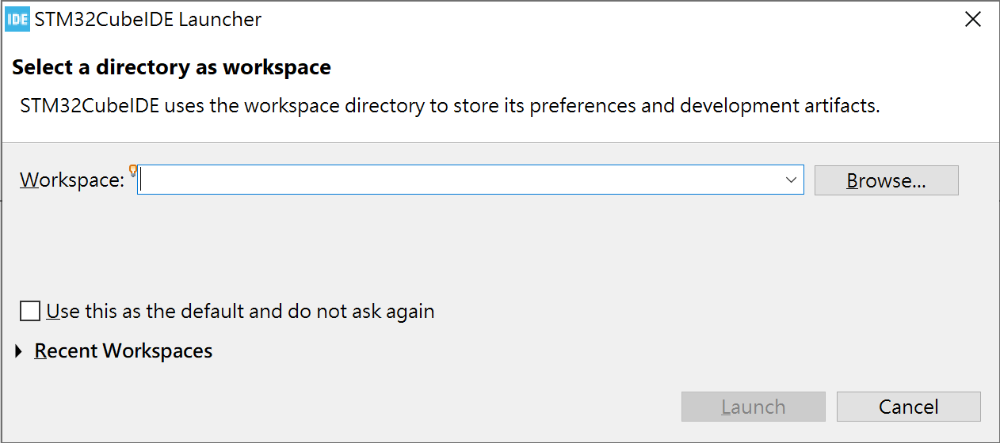 IDE STM32CubeIDE Launcher
Select a directory as workspace
STM32CubeIDE uses the workspace directory to store its preferences and development artifacts.
Workspace: Browse...
Use this as the default and do not ask again
Recent Workspaces
Launch Cancel